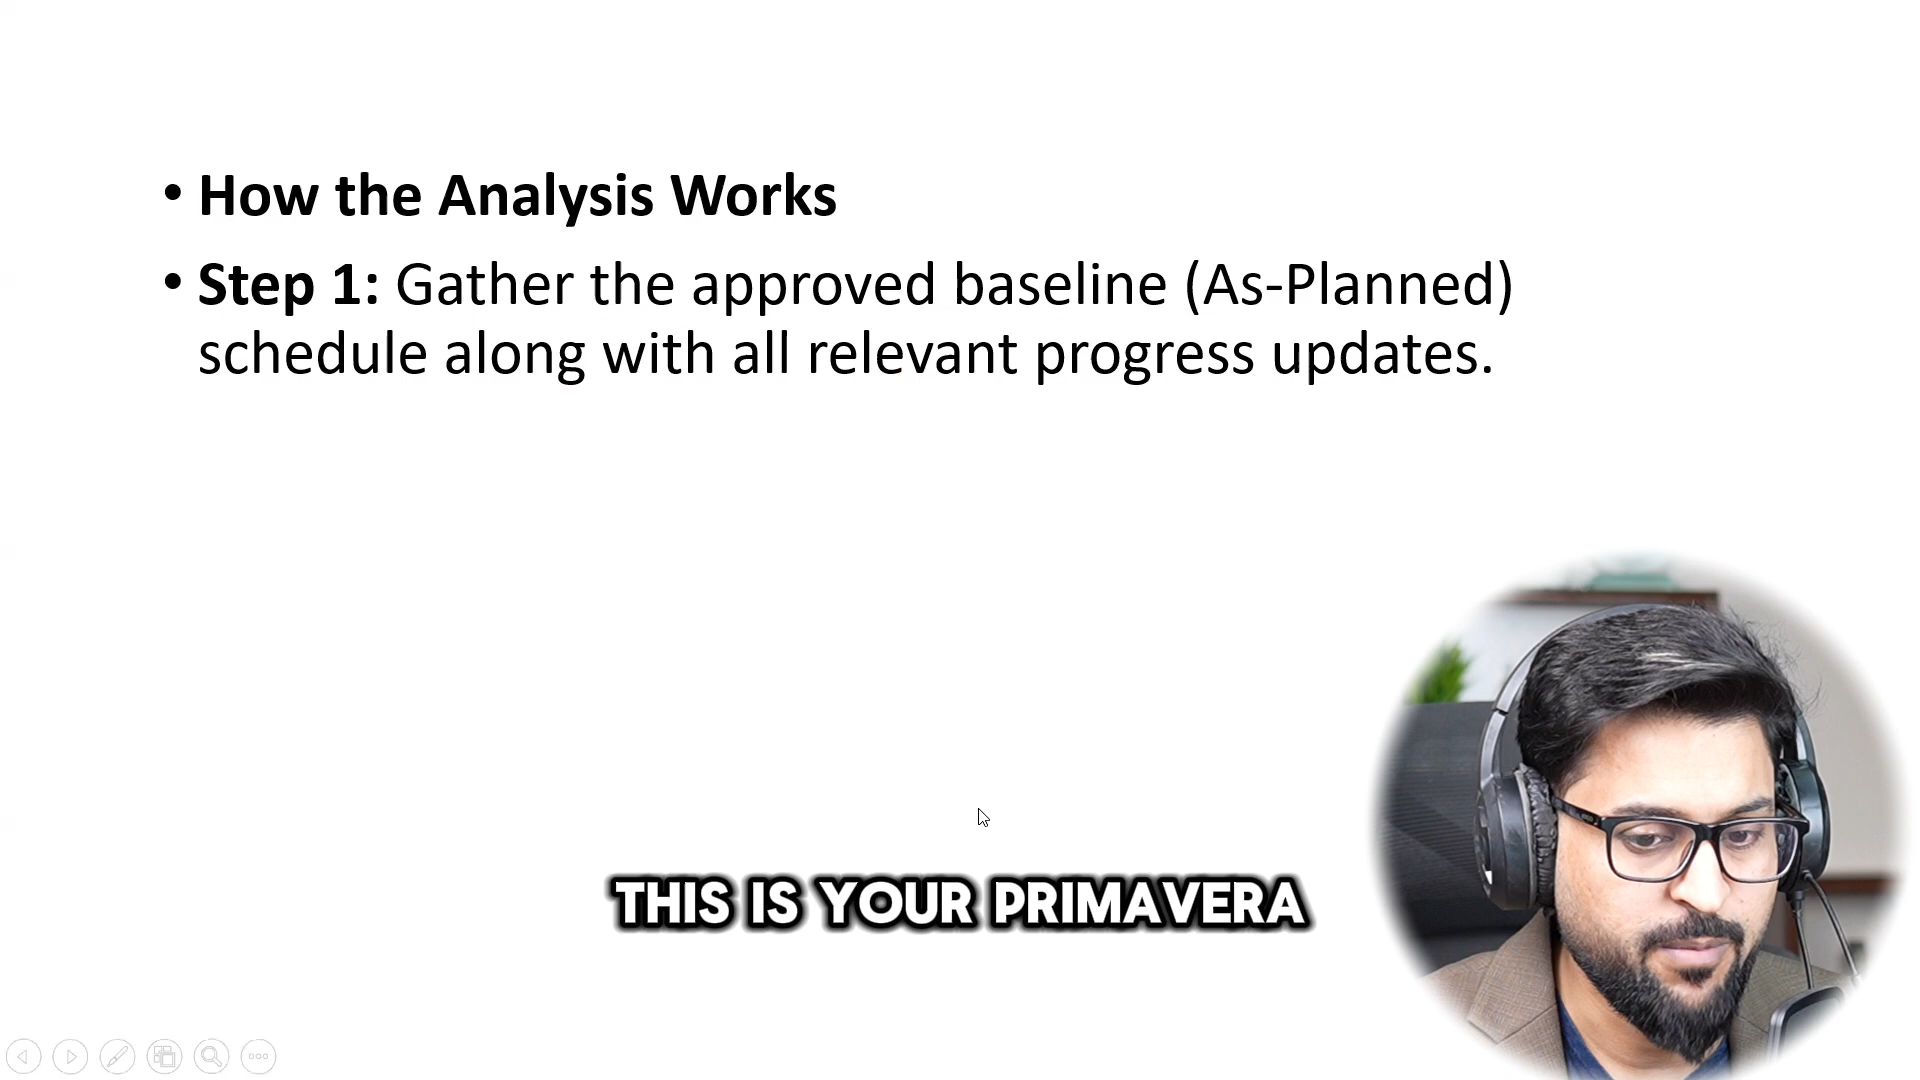 • How the Analysis Works
• Step 1: Gather the approved baseline (As-Planned)
schedule along with all relevant progress updates.
THIS IS YOUR PRIMAVERA